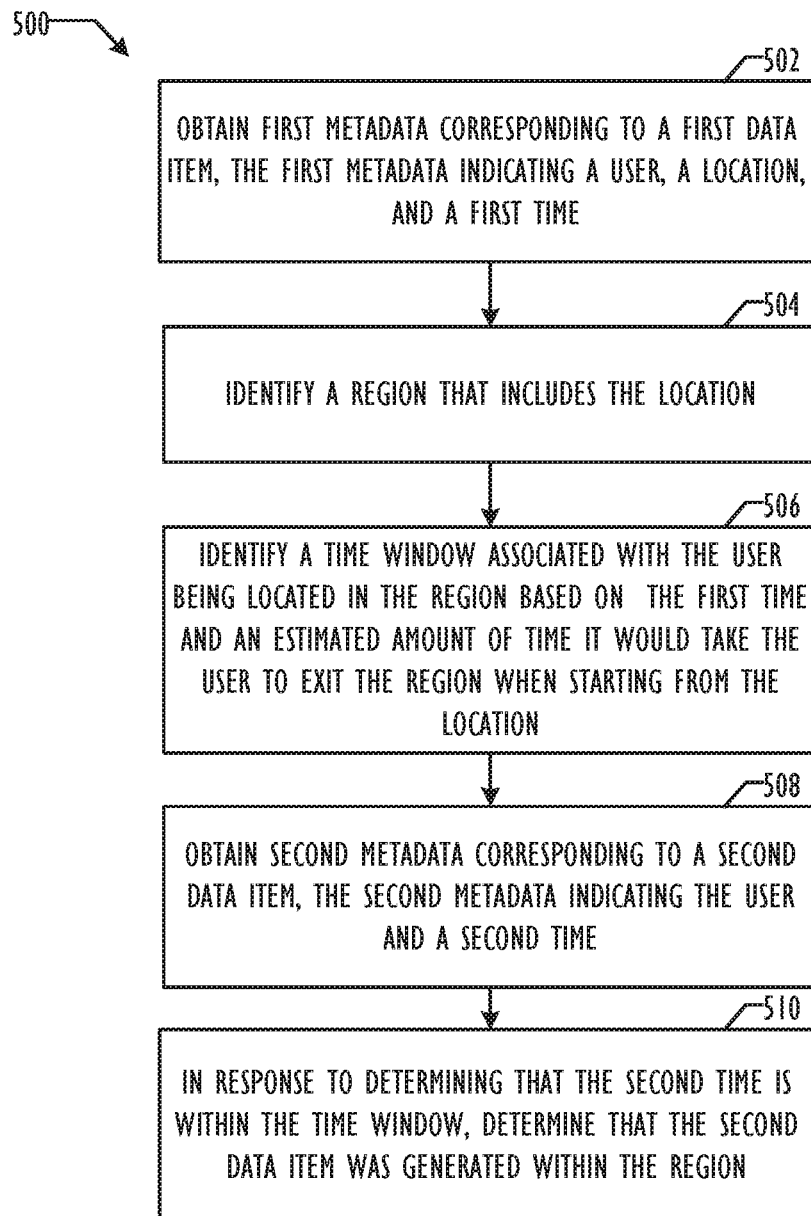 500
502
OBTAIN FIRST METADATA CORRESPONDING TO A FIRST DATA
ITEM, THE FIRST METADATA INDICATING A USER, A LOCATION,
AND A FIRST TIME
504
IDENTIFY A REGION THAT INCLUDES THE LOCATION
506
IDENTIFY A TIME WINDOW ASSOCIATED WITH THE USER
BEING LOCATED IN THE REGION BASED ON THE FIRST TIME
AND AN ESTIMATED AMOUNT OF TIME IT WOULD TAKE THE
USER TO EXIT THE REGION WHEN STARTING FROM THE
LOCATION
508
OBTAIN SECOND METADATA CORRESPONDING TO A SECOND
DATA ITEM, THE SECOND METADATA INDICATING THE USER
AND A SECOND TIME
510
IN RESPONSE TO DETERMINING THAT THE SECOND TIME IS
WITHIN THE TIME WINDOW, DETERMINE THAT THE SECOND
DATA ITEM WAS GENERATED WITHIN THE REGION